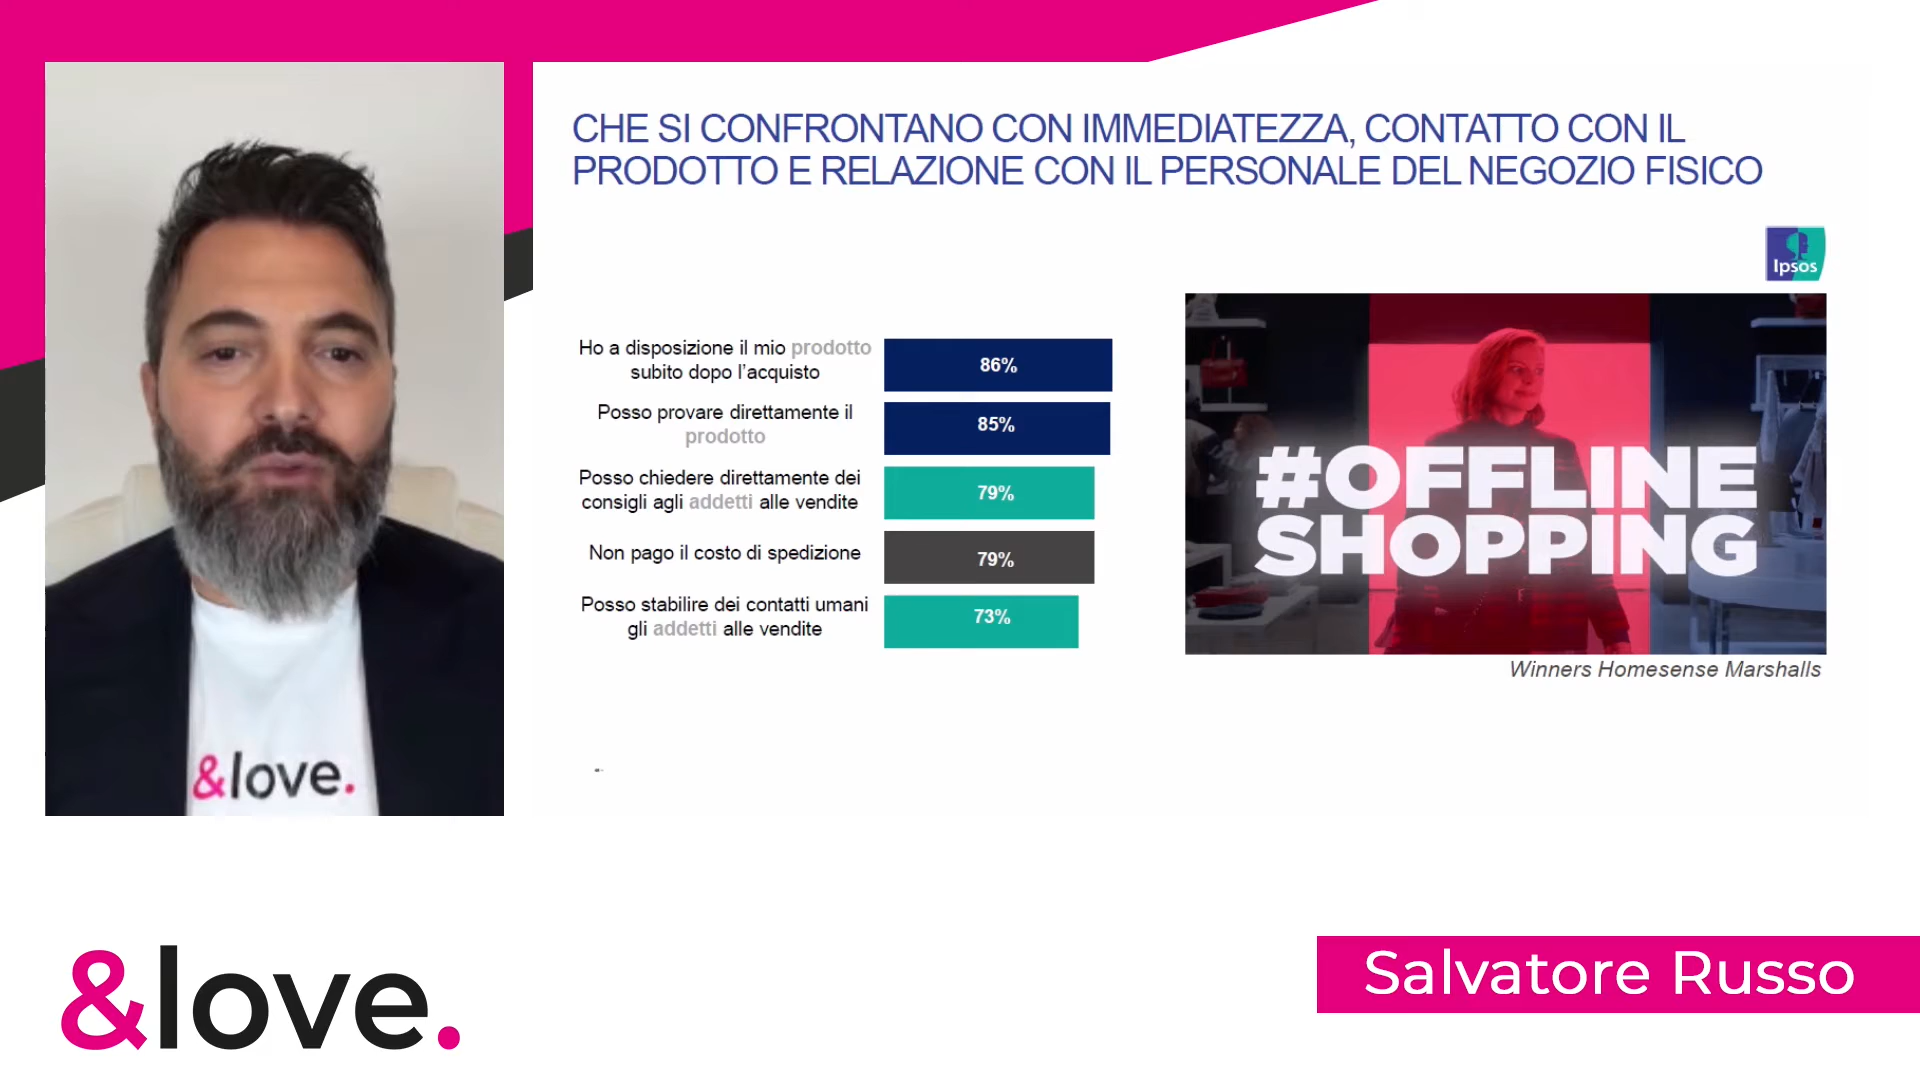 CHE SI CONFRONTANO CON IMMEDIATEZZA, CONTATTO CON IL
PRODOTTO E RELAZIONE CON IL PERSONALE DEL NEGOZIO FISICO
Ipsos
Ho a disposizione il mio prodotto
subito dopo l’acquisto
86%
Posso provare direttamente il
prodotto
85%
Posso chiedere direttamente dei
consigli agli addetti alle vendite
79%
Non pago il costo di spedizione
79%
Posso stabilire dei contatti umani
gli addetti alle vendite
73%
#OFFLINE
SHOPPING
Winners Homesense Marshalls
&love.
&love.
Salvatore Russo